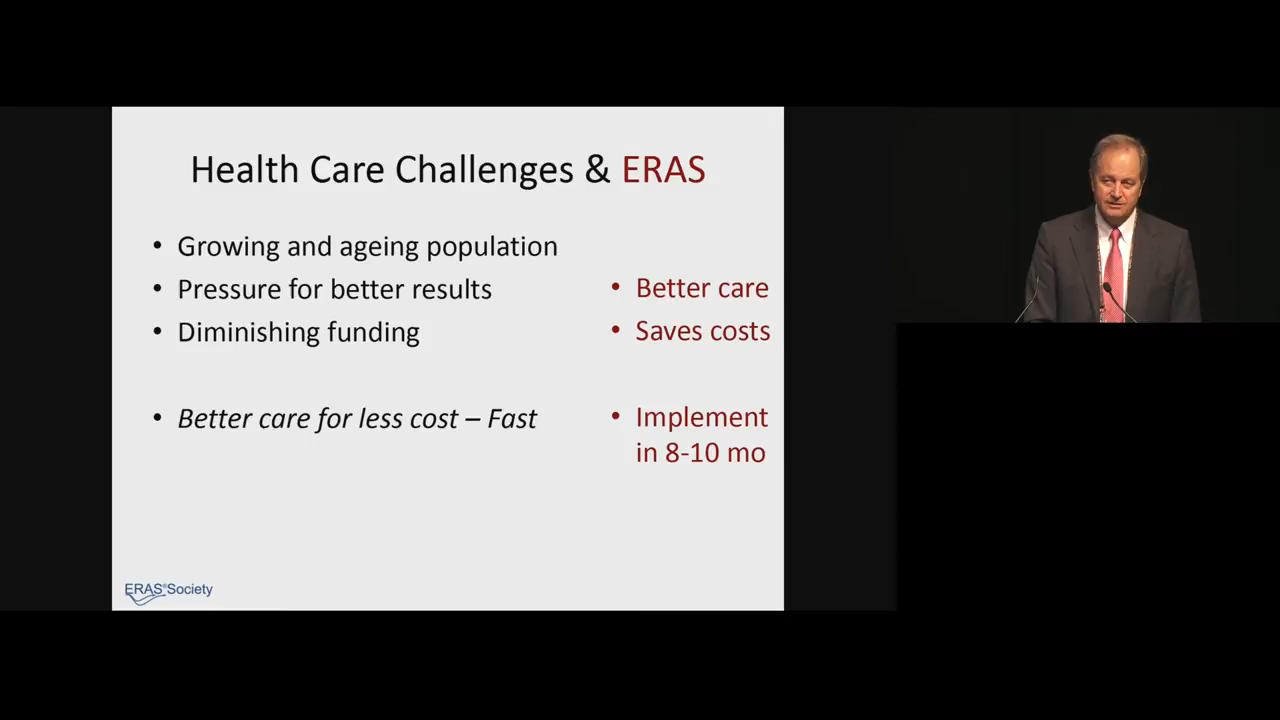 Health Care Challenges & ERAS
• Growing and ageing population
• Pressure for better results
• Diminishing funding
• Better care for less cost – Fast
• Better care
• Saves costs
• Implement
in 8-10 mo
ERAS®Society